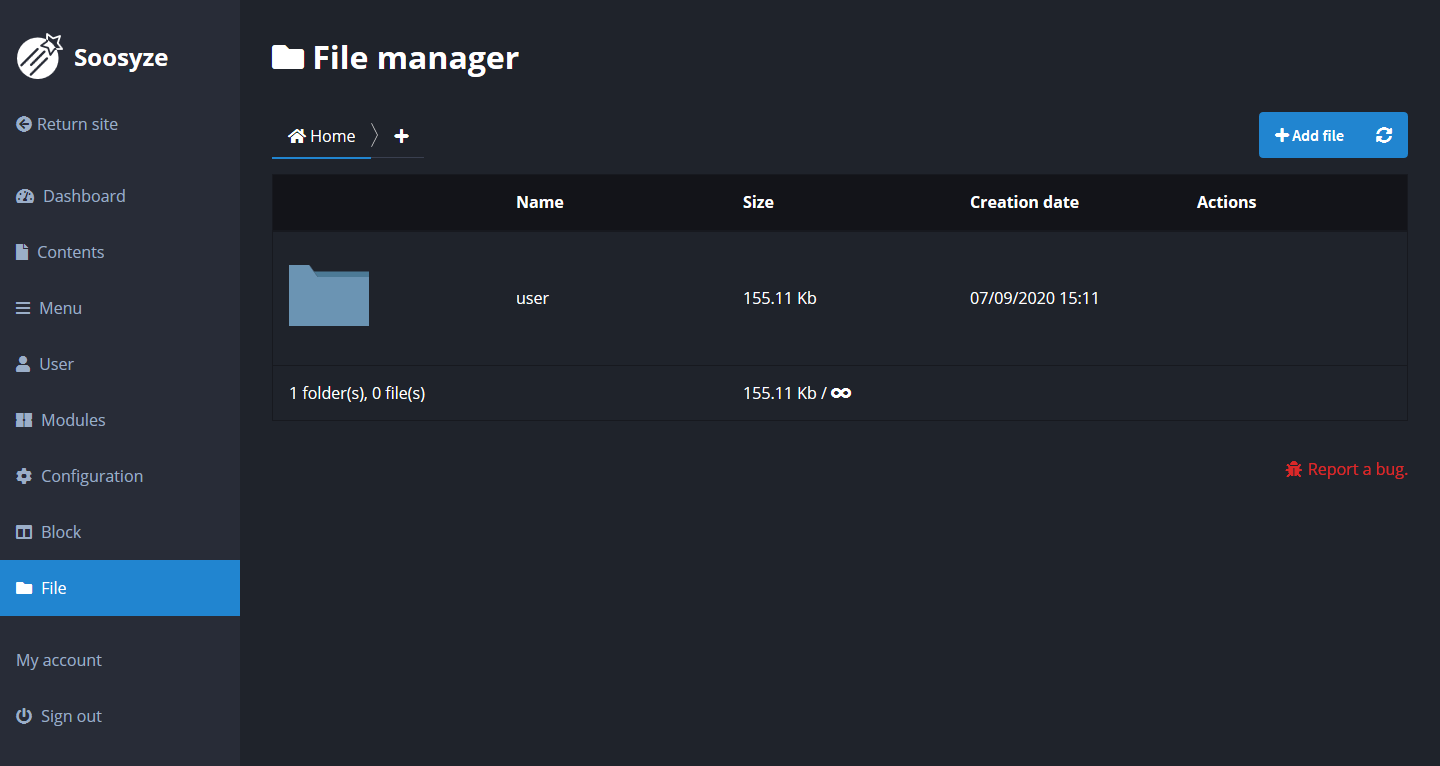 Soosyze
Return site
Dashboard
Contents
Menu
User
Modules
Configuration
Block
File
My account
Sign out
File manager
Home
Add file
Name Size Creation date Actions
user 155.11 Kb 07/09/2020 15:11
1 folder(s), 0 file(s) 155.11 Kb / ∞
Report a bug.